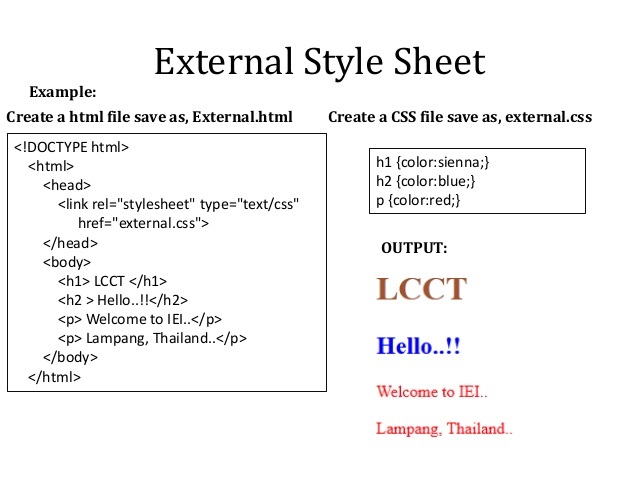 External Style Sheet
Example:
Create a html file save as, External.html
<!DOCTYPE html>
<html>
<head>
<link rel="stylesheet" type="text/css"
href="external.css">
</head>
<body>
<h1> LCCT </h1>
<h2 > Hello..!!</h2>
<p> Welcome to IEI..</p>
<p> Lampang, Thailand..</p>
</body>
</html>
Create a CSS file save as, external.css
h1 {color:sienna;}
h2 {color:blue;}
p {color:red;}
OUTPUT:
LCCT
Hello..!!
Welcome to IEI..
Lampang, Thailand..